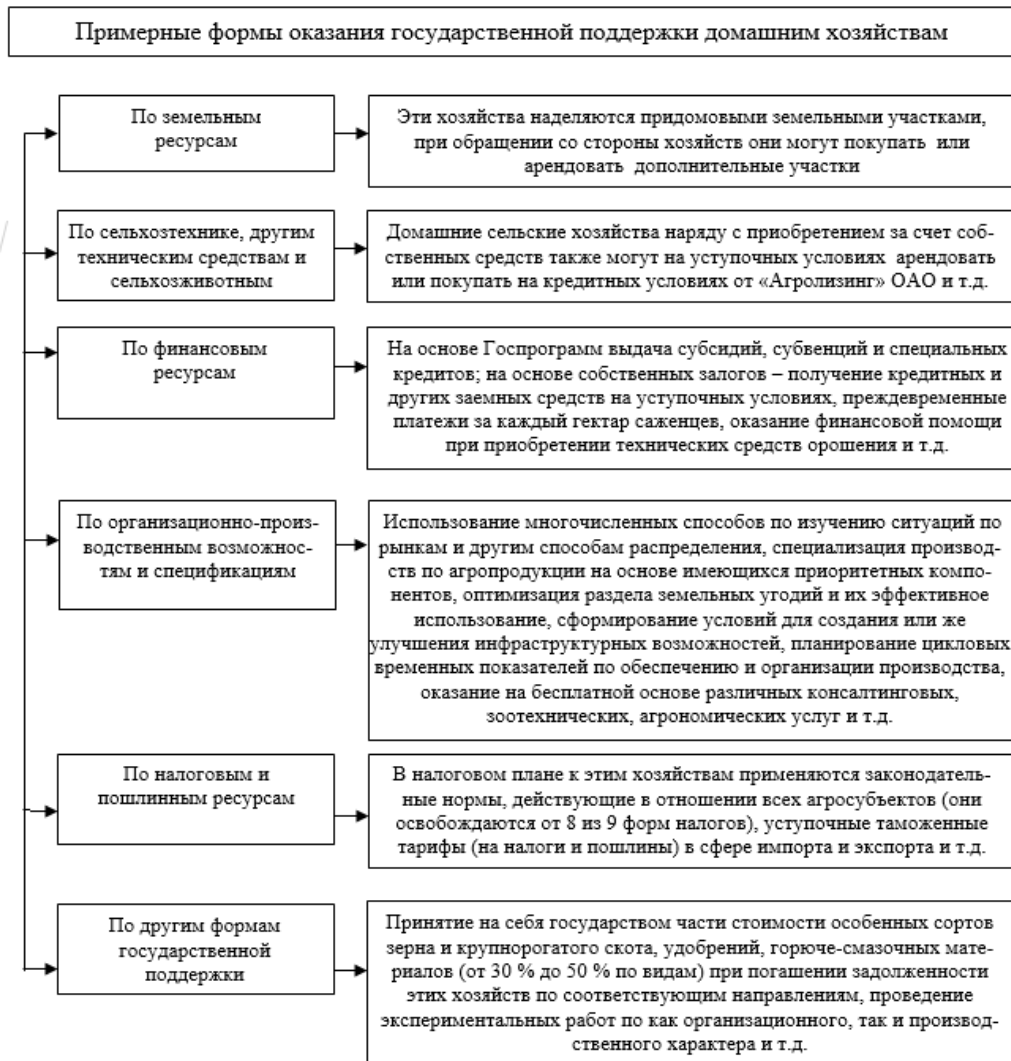 Примерные формы оказания государственной поддержки домашним хозяйствам
По земельным
ресурсам
Эти хозяйства наделяются придомовыми земельными участками,
при обращении со стороны хозяйств они могут покупать или
арендовать дополнительные участки
По сельхозтехнике, другим
техническим средствам и
сельхозживотным
Домашние сельские хозяйства наряду с приобретением за счет соб-
ственных средств также могут на уступочных условиях арендовать
или покупать на кредитных условиях от «Агролизинг» ОАО и т.д.
По финансовым
ресурсам
На основе Госпрограмм выдача субсидий, субвенций и специальных
кредитов; на основе собственных залогов – получение кредитных и
других заемных средств на уступочных условиях, преждевременные
платежи за каждый гектар саженцев, оказание финансовой помощи
при приобретении технических средств орошения и т.д.
По организационно-произ-
водственным возможнос-
тям и спецификациям
Использование многочисленных способов по изучению ситуаций по
рынкам и другим способам распределения, специализация производ-
ств по агропродукции на основе имеющихся приоритетных компо-
нентов, оптимизация раздела земельных угодий и их эффективное
использование, сформирование условий для создания или же
улучшения инфраструктурных возможностей, планирование цикловых
временных показателей по обеспечению и организации производства,
оказание на бесплатной основе различных консалтинговых,
зоотехнических, агрономических услуг и т.д.
По налоговым и
пошлинным ресурсам
В налоговом плане к этим хозяйствам применяются законодатель-
ные нормы, действующие в отношении всех агросубъектов (они
освобождаются от 8 из 9 форм налогов), уступочные таможенные
тарифы (на налоги и пошлины) в сфере импорта и экспорта и т.д.
По другим формам
государственной
поддержки
Принятие на себя государством части стоимости особенных сортов
зерна и крупнорогатого скота, удобрений, горюче-смазочных мате-
риалов (от 30 % до 50 % по видам) при погашении задолженности
этих хозяйств по соответствующим направлениям, проведение
экспериментальных работ по как организационного, так и производ-
ственного характера и т.д.